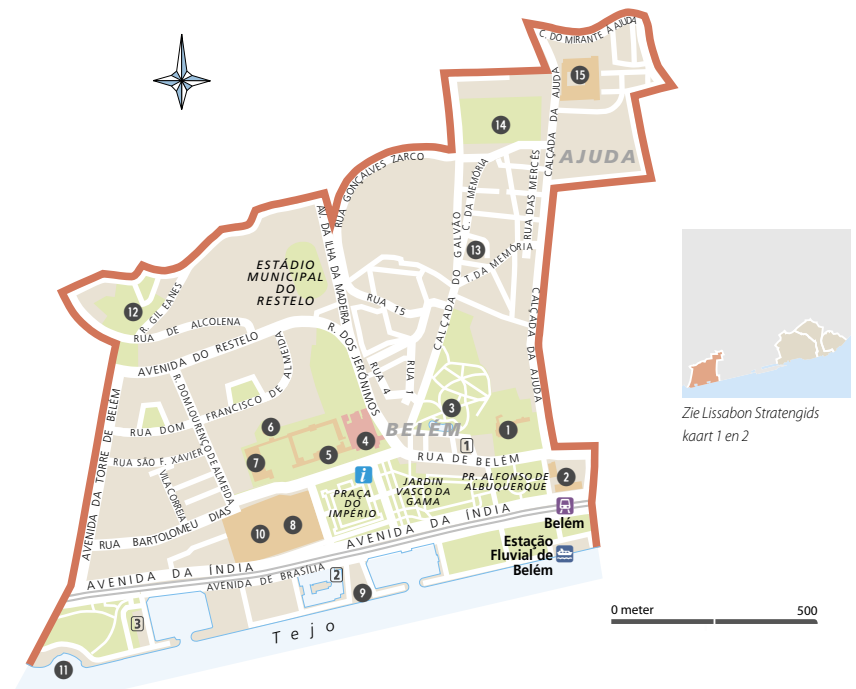 C. DO MIRANTE À AJUDA
15
CALÇADA DA AJUDA
14
AJUDA
RUA GONÇALVES ZARCO
C. DA MEMÓRIA
RUA DAS MERCÊS
AV. DA ILHA DA MADEIRA
CALÇADA DO GALVÃO
13
T. DA MEMÓRIA
ESTÁDIO
MUNICIPAL
DO
RESTELO
12
R. GIL EANES
RUA 15
CALÇADA DA AJUDA
RUA DE ALCOLENA
AVENIDA DO RESTELO
R. DOS JERÓNIMOS
RUA 4
RUA 1
RUA DOM FRANCISCO DE ALMEIDA
R. DOM LOURENÇO DE ALMEIDA
AVENIDA DA TORRE DE BELÉM
3
1
6
4
BELÉM
5
7
1
RUA DE BELÉM
RUA SÃO F. XAVIER
VILA CORREIA
2
i
PRAÇA
DO
IMPÉRIO
JARDIN
VASCO DA
GAMA
PR. ALFONSO DE
ALBUQUERQUE
RUA BARTOLOMEU DIAS
10
8
Belém
AVENIDA DA ÍNDIA
Estação
Fluvial de
Belém
AVENIDA DA ÍNDIA
AVENIDA DE BRASÍLIA
2
9
3
Tejo
11
Zie Lissabon Stratengids
kaart 1 en 2
0 meter 500